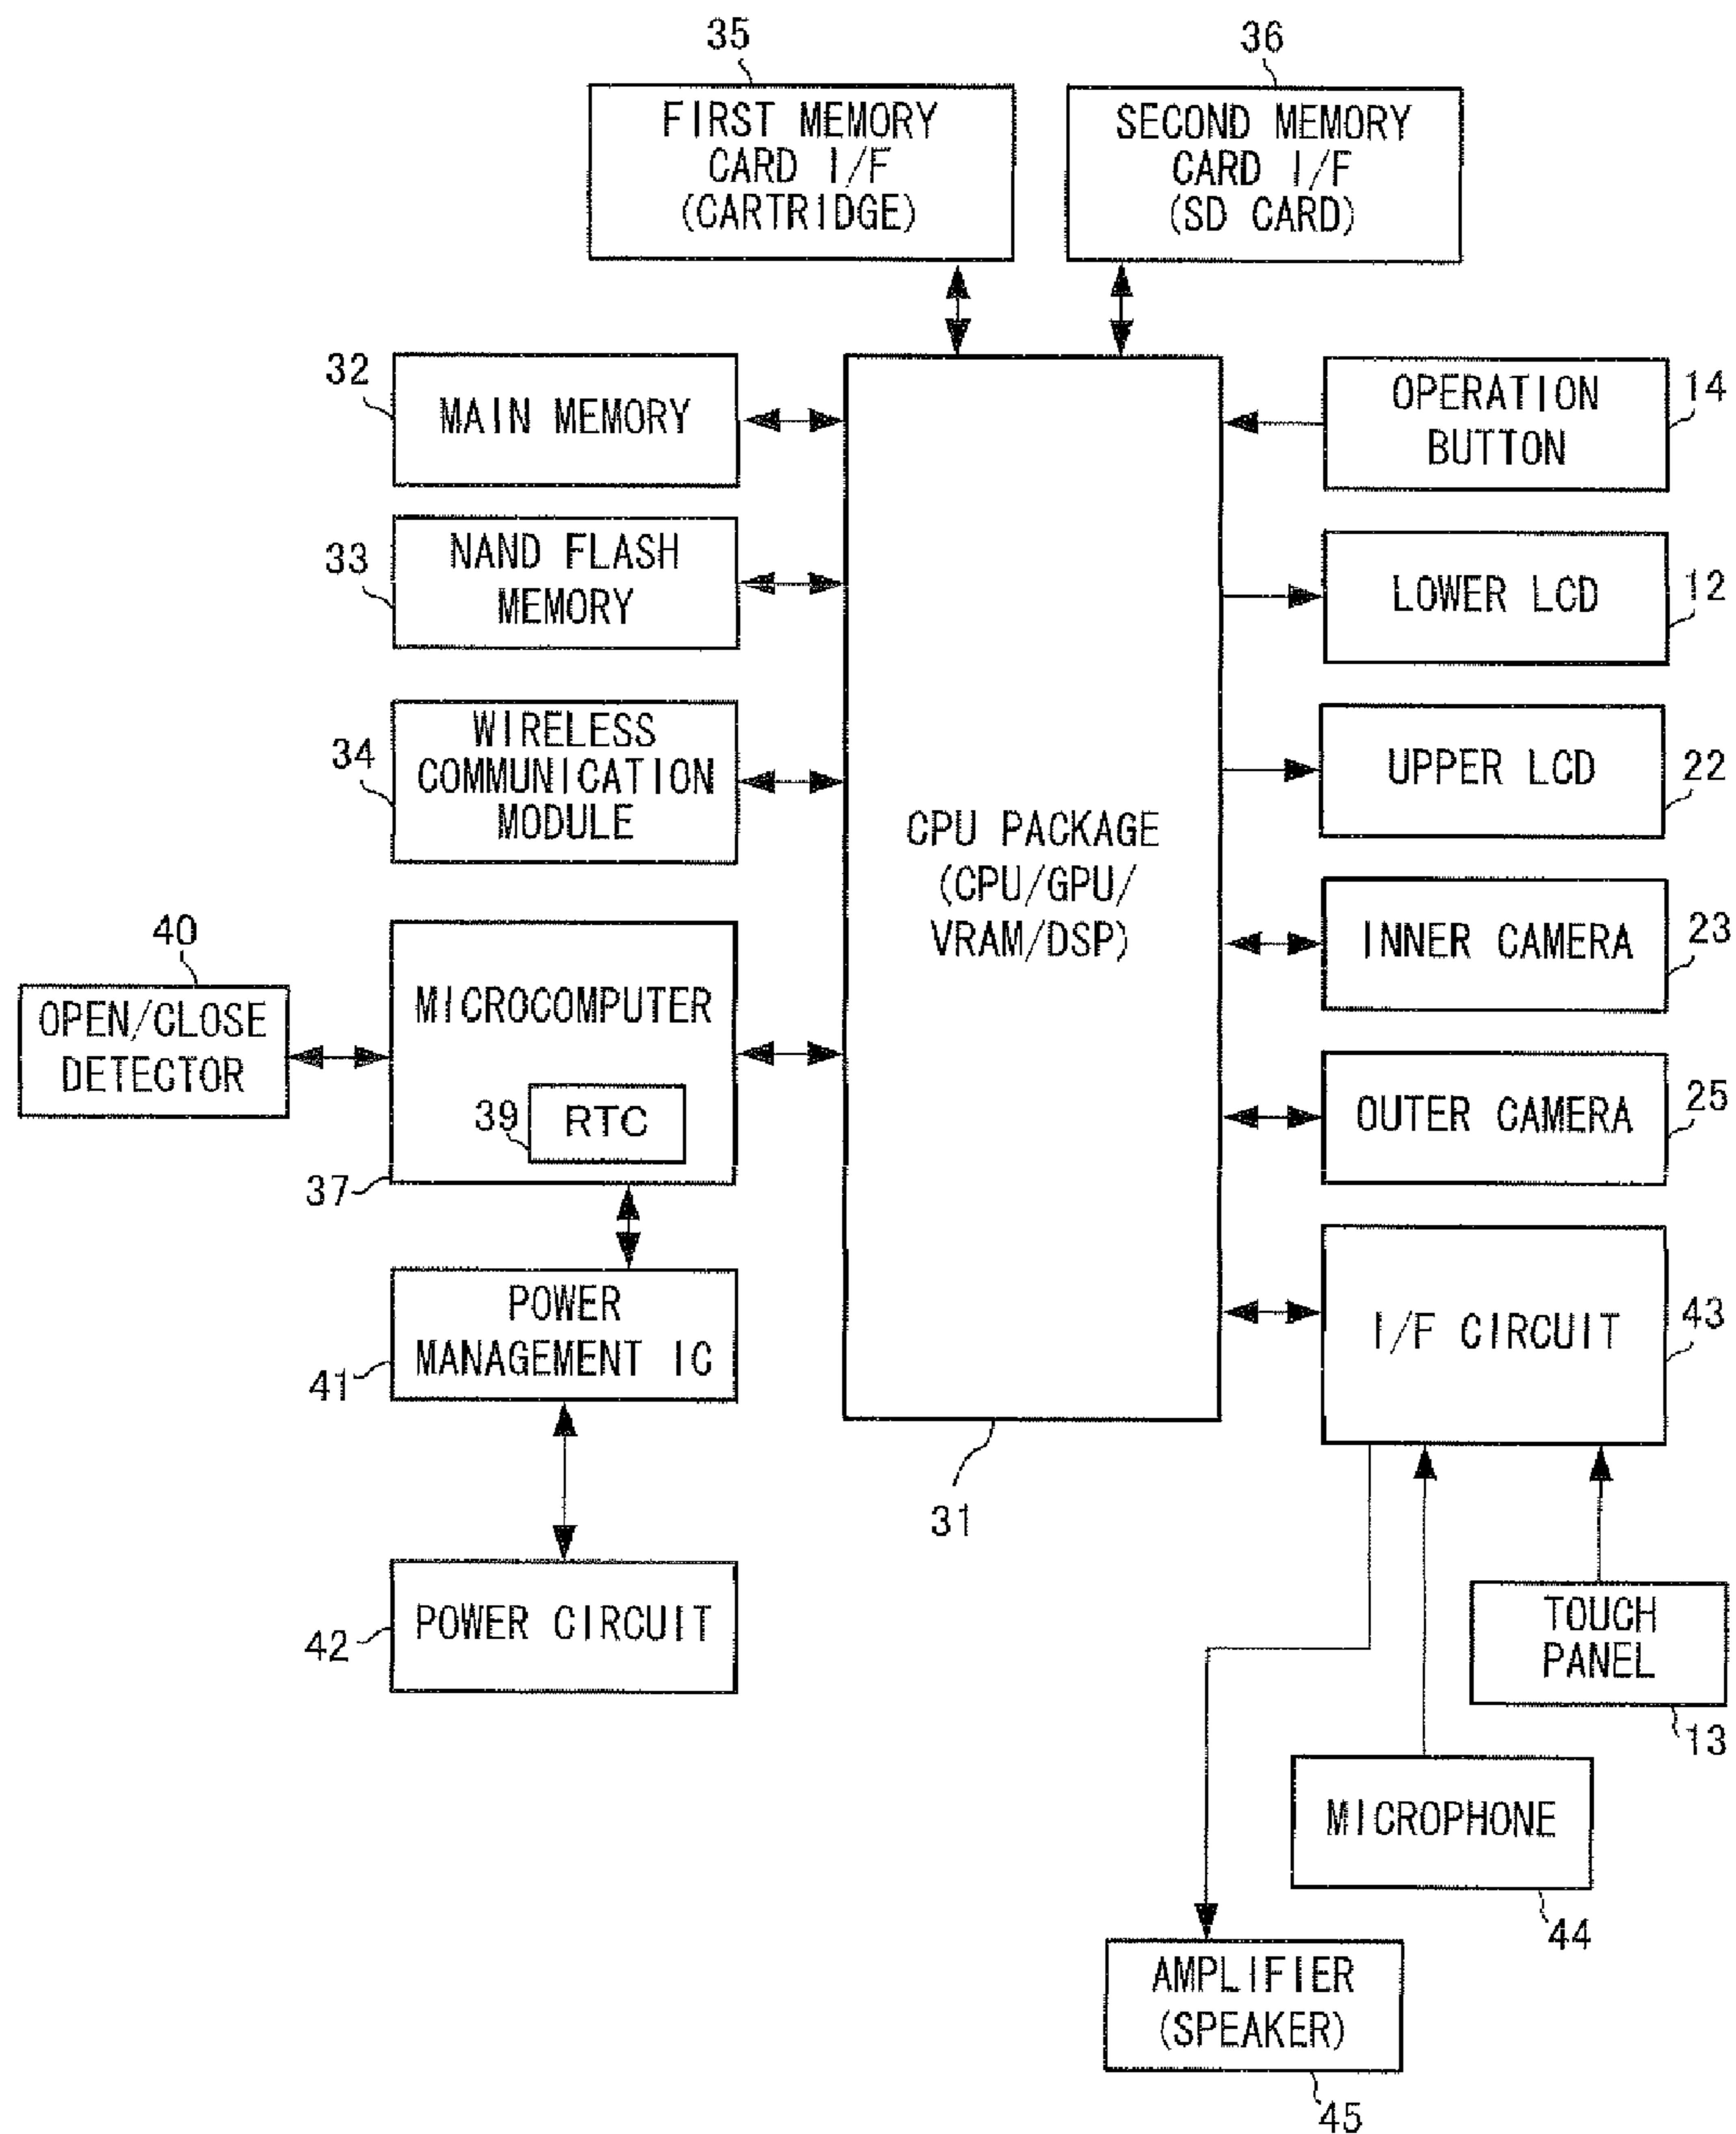 35
FIRST MEMORY
CARD I/F
(CARTRIDGE)
36
SECOND MEMORY
CARD I/F
(SD CARD)
32
MAIN MEMORY
33
NAND FLASH
MEMORY
34
WIRELESS
COMMUNICATION
MODULE
40
OPEN/CLOSE
DETECTOR
MICROCOMPUTER
39
RTC
37
POWER
MANAGEMENT IC
41
POWER CIRCUIT
42
CPU PACKAGE
(CPU/GPU/
VRAM/DSP)
31
OPERATION
BUTTON
14
LOWER LCD
12
UPPER LCD
22
INNER CAMERA
23
OUTER CAMERA
25
I/F CIRCUIT
43
TOUCH
PANEL
13
MICROPHONE
44
AMPLIFIER
(SPEAKER)
45